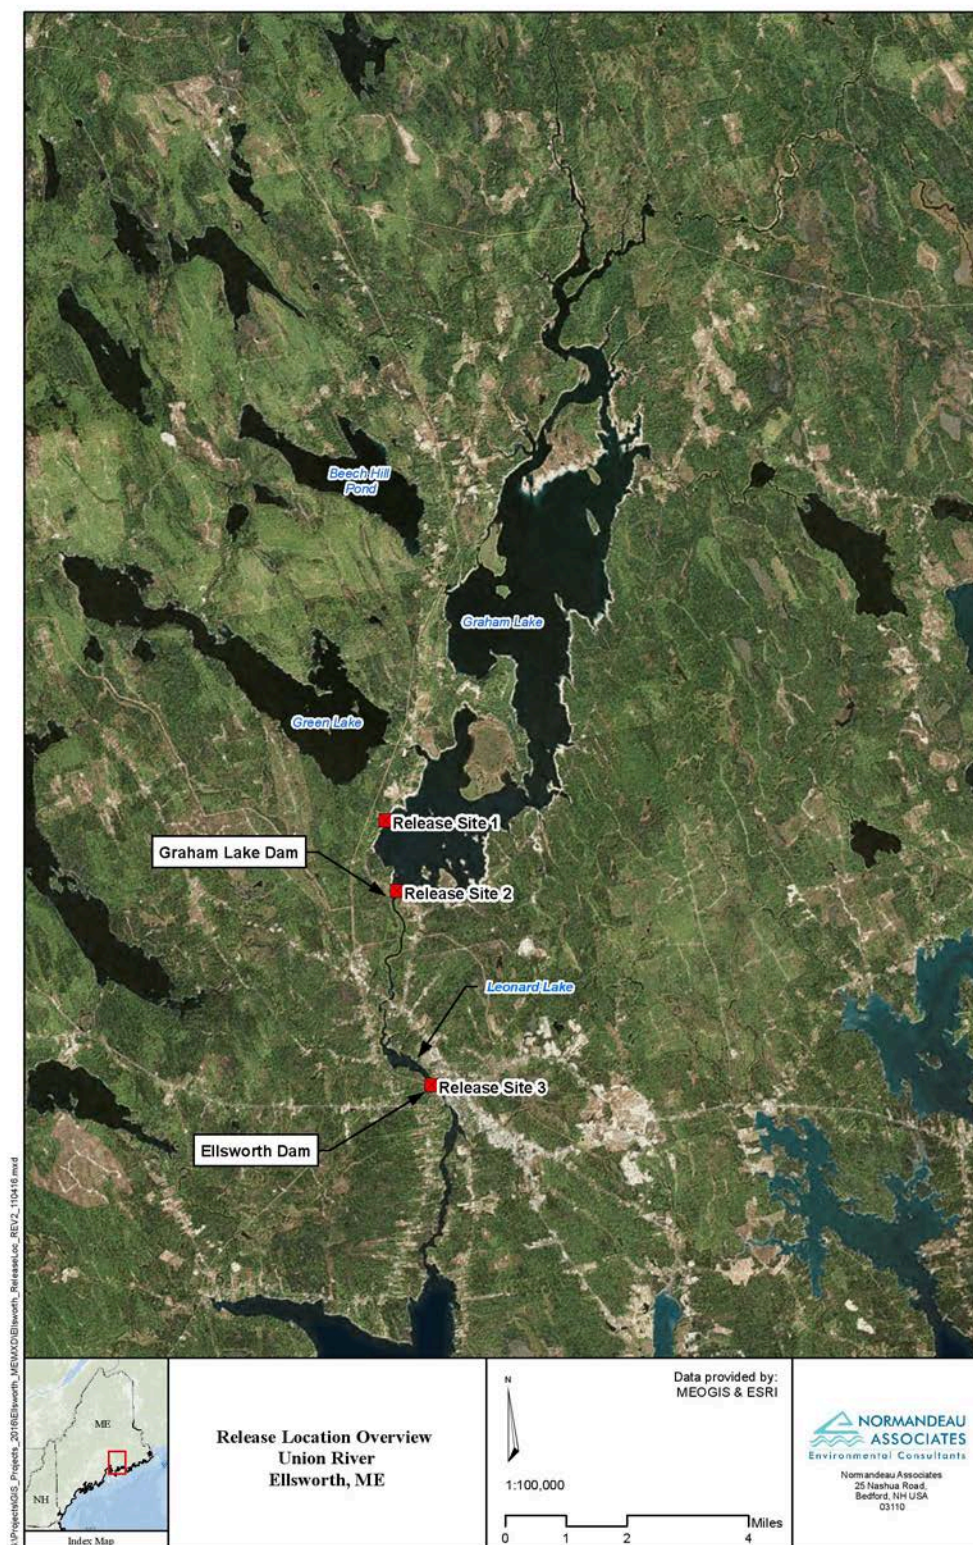 Beech Hill
Pond
Graham Lake
Green Lake
Release Site 1
Graham Lake Dam
Release Site 2
Leonard Lake
Release Site 3
Ellsworth Dam
ME
NH
Index Map
Release Location Overview
Union River
Ellsworth, ME
N
Data provided by:
MEOGIS & ESRI
1:100,000
Miles
0 1 2 4
NORMANDEAU
ASSOCIATES
Environmental Consultants
Normandeau Associates
25 Nashua Road,
Bedford, NH USA
03110